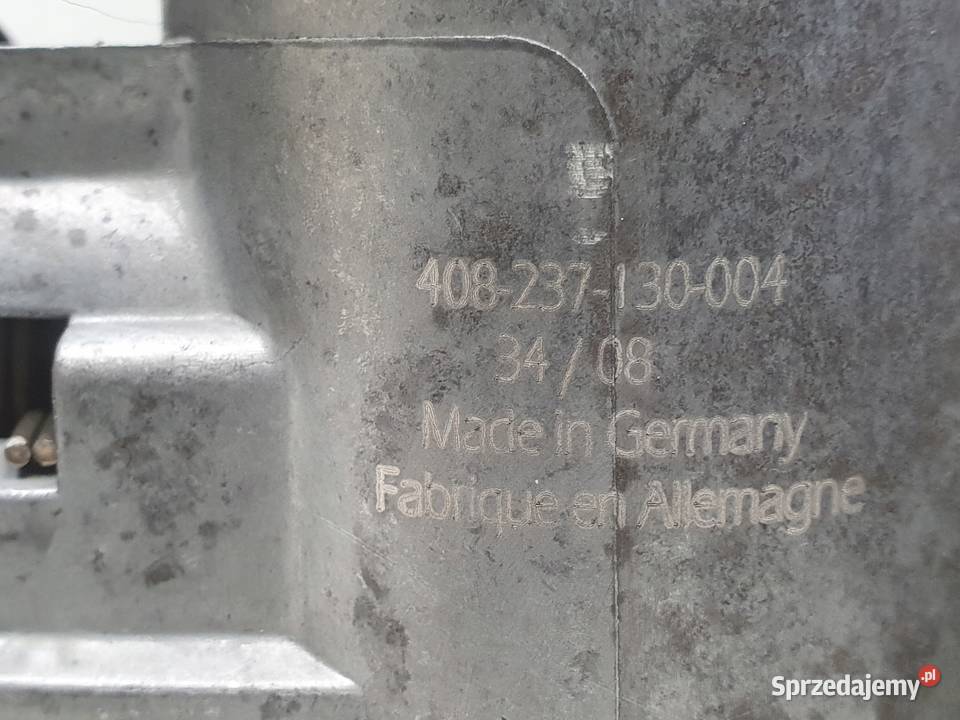 408-237-130-004
34 / 08
Made in Germany
Fabrique en Allemagne
Sprzedajemy.pl